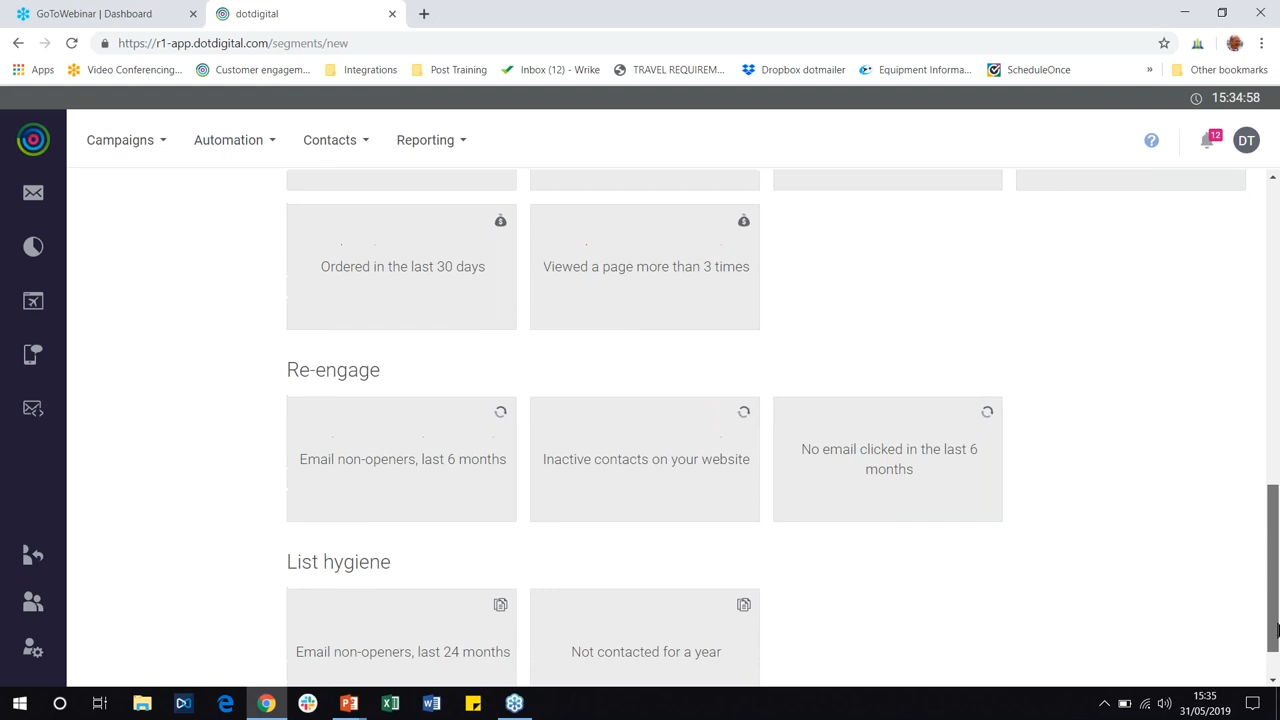 GoToWebinar | Dashboard
dotdigital
https://r1-app.dotdigital.com/segments/new
Apps
Video Conferencing...
Customer engagem...
Integrations
Post Training
Inbox (12) - Wrike
TRAVEL REQUIREM...
Dropbox dotmailer
Equipment Informa...
ScheduleOnce
»
Other bookmarks
15:34:58
Campaigns
Automation
Contacts
Reporting
?
12
DT
Ordered in the last 30 days
Viewed a page more than 3 times
Re-engage
Email non-openers, last 6 months
Inactive contacts on your website
No email clicked in the last 6
months
List hygiene
Email non-openers, last 24 months
Not contacted for a year
15:35
31/05/2019